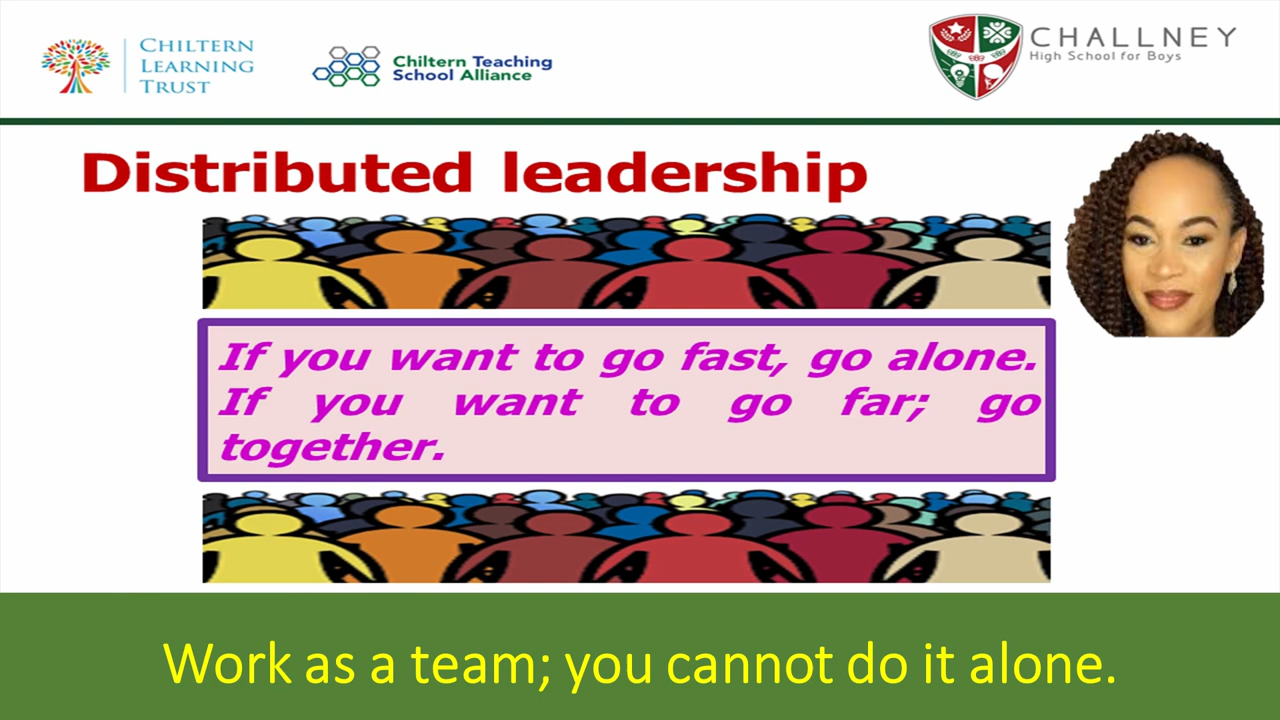 CHILTERN
LEARNING
TRUST
Chiltern Teaching
School Alliance
CHALLNEY
High School for Boys
Distributed leadership
If you want to go fast, go alone.
If you want to go far; go
together.
Work as a team; you cannot do it alone.